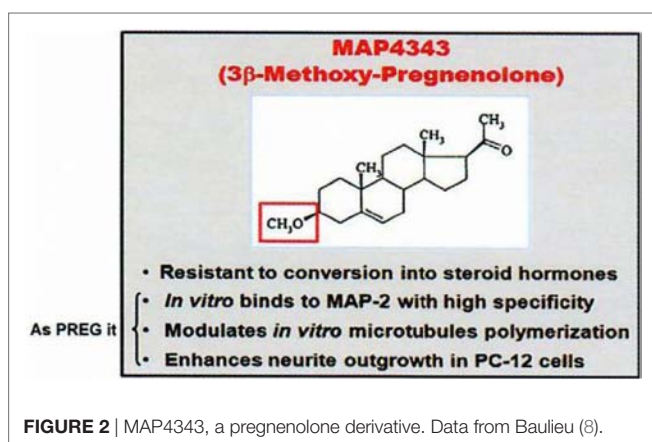 MAP4343
(3β-Methoxy-Pregnenolone)
CH₃
CH₃
O
CH₃
CH₃O
• Resistant to conversion into steroid hormones
• In vitro binds to MAP-2 with high specificity
As PREG it • Modulates in vitro microtubules polymerization
• Enhances neurite outgrowth in PC-12 cells
FIGURE 2 | MAP4343, a pregnenolone derivative. Data from Baulieu (8).